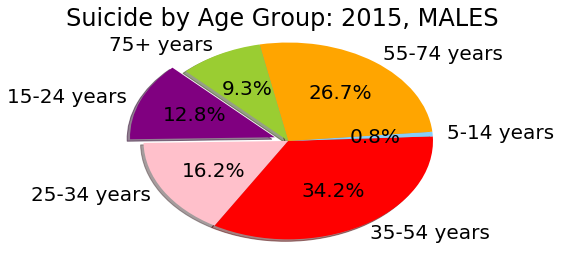 Suicide by Age Group: 2015, MALES
75+ years
55-74 years
9.3%
26.7%
15-24 years
12.8%
0.8%
5-14 years
16.2%
34.2%
25-34 years
35-54 years